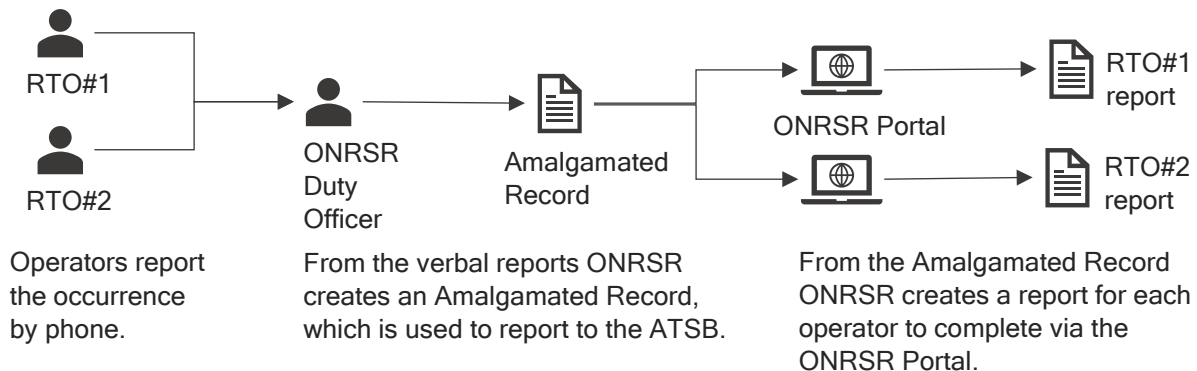 RTO#1
RTO#2
ONRSR
Duty
Officer
Amalgamated
Record
ONRSR Portal
RTO#1
report
RTO#2
report
Operators report
the occurrence
by phone.
From the verbal reports ONRSR
creates an Amalgamated Record,
which is used to report to the ATSB.
From the Amalgamated Record
ONRSR creates a report for each
operator to complete via the
ONRSR Portal.